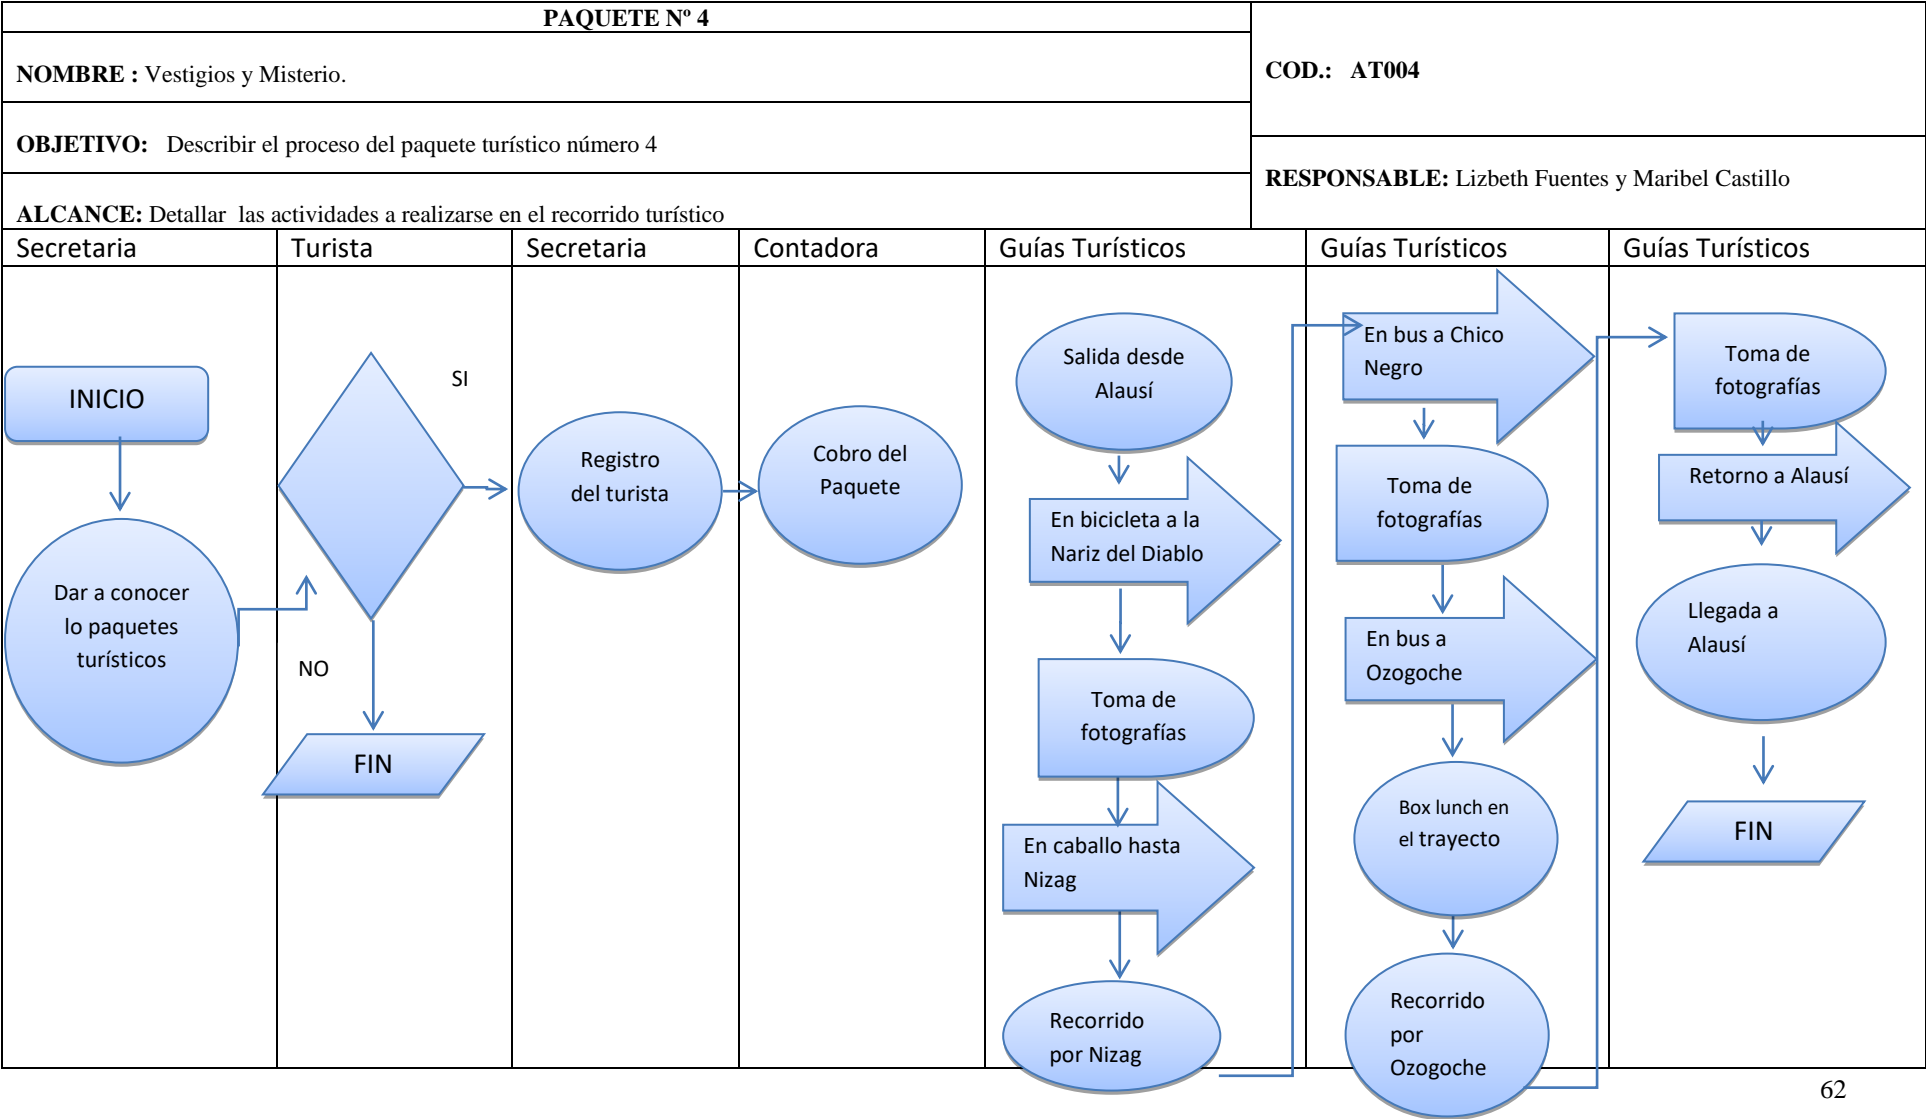 PAQUETE Nº 4
NOMBRE : Vestigios y Misterio.
COD.: AT004
OBJETIVO: Describir el proceso del paquete turístico número 4
RESPONSABLE: Lizbeth Fuentes y Maribel Castillo
ALCANCE: Detallar las actividades a realizarse en el recorrido turístico
Secretaria
Turista
Secretaria
Contadora
Guías Turísticos
Guías Turísticos
Guías Turísticos
INICIO
Dar a conocer
lo paquetes
turísticos
SI
NO
FIN
Registro
del turista
Cobro del
Paquete
Salida desde
Alausí
En bicicleta a la
Nariz del Diablo
Toma de
fotografías
En caballo hasta
Nizag
Recorrido
por Nizag
En bus a Chico
Negro
Toma de
fotografías
En bus a
Ozogoche
Box lunch en
el trayecto
Recorrido
por
Ozogoche
Toma de
fotografías
Retorno a Alausí
Llegada a
Alausí
FIN
62